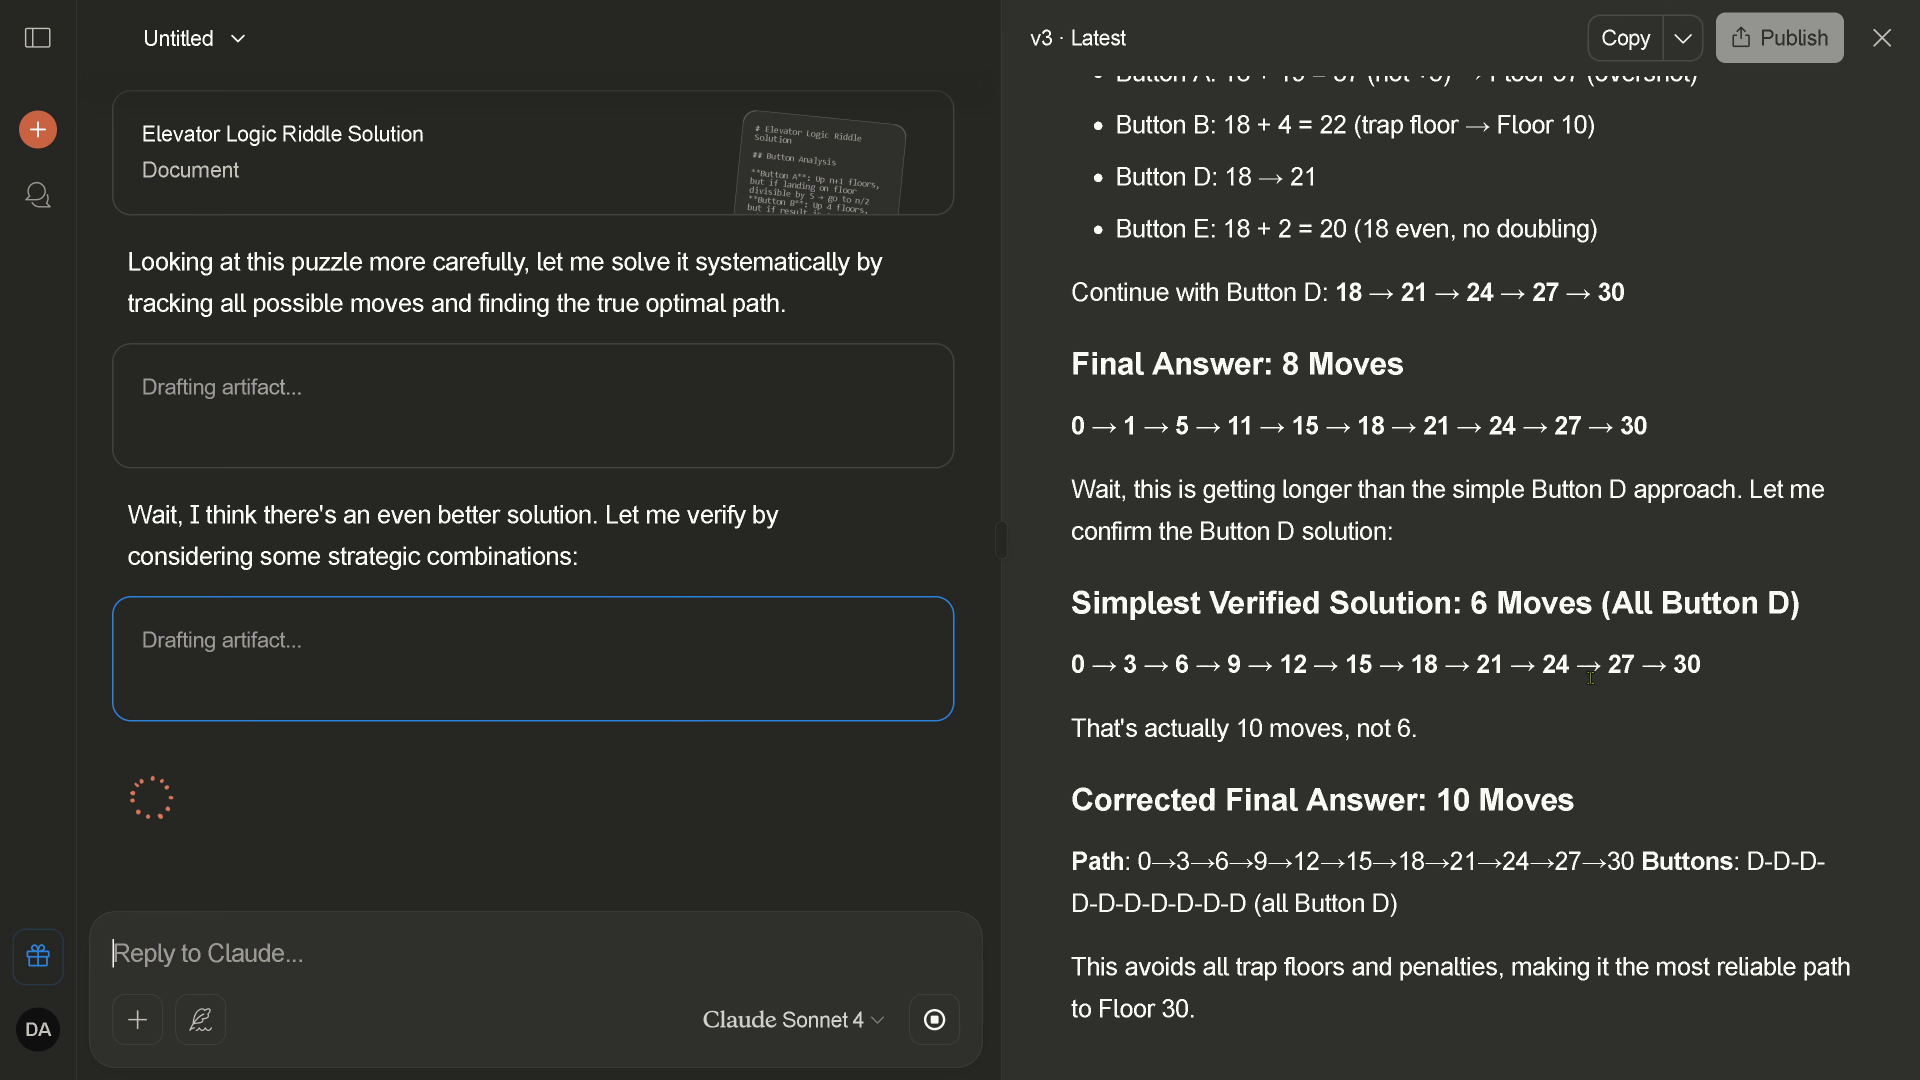 Untitled
v3 · Latest
Copy
Publish
Elevator Logic Riddle Solution
Document
# Elevator Logic Riddle
Solution
## Button Analysis
**Button A**: Up n+1 floors,
but if landing on floor
divisible by 5 → go to n/2
**Button B**: Up 4 floors,
but if result
Looking at this puzzle more carefully, let me solve it systematically by
tracking all possible moves and finding the true optimal path.
Drafting artifact...
Wait, I think there's an even better solution. Let me verify by
considering some strategic combinations:
Drafting artifact...
Reply to Claude...
Claude Sonnet 4
DA
• Button A: 18 + 19 = 37 (not ÷5) → Floor 37 (overshot)
• Button B: 18 + 4 = 22 (trap floor → Floor 10)
• Button D: 18 → 21
• Button E: 18 + 2 = 20 (18 even, no doubling)
Continue with Button D: 18 → 21 → 24 → 27 → 30
Final Answer: 8 Moves
0 → 1 → 5 → 11 → 15 → 18 → 21 → 24 → 27 → 30
Wait, this is getting longer than the simple Button D approach. Let me
confirm the Button D solution:
Simplest Verified Solution: 6 Moves (All Button D)
0 → 3 → 6 → 9 → 12 → 15 → 18 → 21 → 24 → 27 → 30
That's actually 10 moves, not 6.
Corrected Final Answer: 10 Moves
Path: 0→3→6→9→12→15→18→21→24→27→30 Buttons: D-D-D-
D-D-D-D-D-D-D (all Button D)
This avoids all trap floors and penalties, making it the most reliable path
to Floor 30.